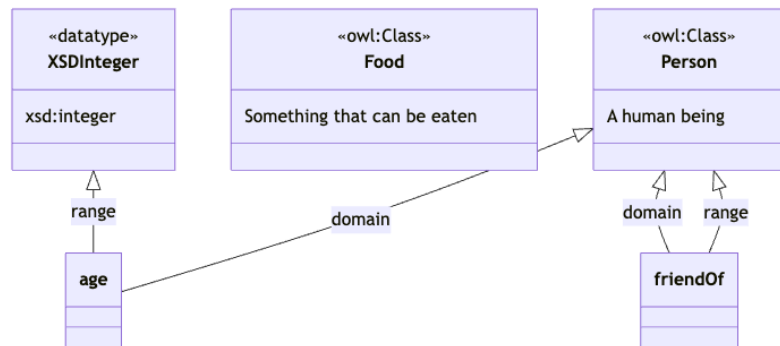 «datatype»
XSDInteger
xsd:integer
«owl:Class»
Food
Something that can be eaten
«owl:Class»
Person
A human being
range
domain
domain
range
age
friendOf